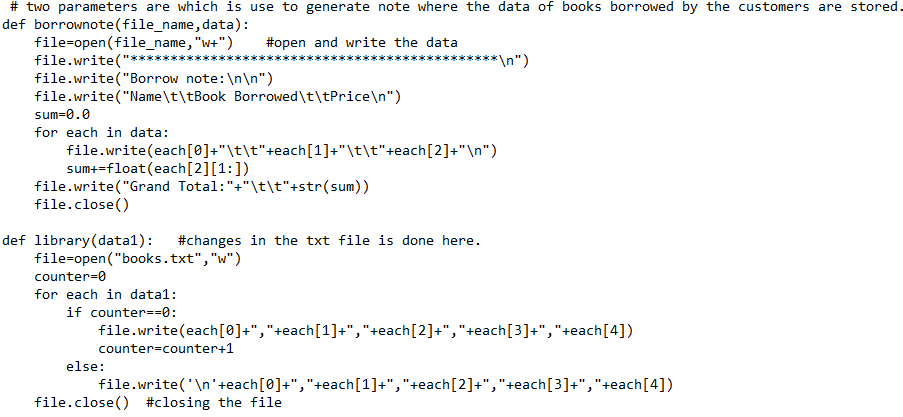 # two parameters are which is use to generate note where the data of books borrowed by the customers are stored.
def borrownote(file_name,data):
    file=open(file_name,"w+")    #open and write the data
    file.write("**********************************************\n")
    file.write("Borrow note:\n\n")
    file.write("Name\t\tBook Borrowed\t\tPrice\n")
    sum=0.0
    for each in data:
        file.write(each[0]+"\t\t"+each[1]+"\t\t"+each[2]+"\n")
        sum+=float(each[2][1:])
    file.write("Grand Total:"+"\t\t"+str(sum))
    file.close()

def library(data1):   #changes in the txt file is done here.
    file=open("books.txt","w")
    counter=0
    for each in data1:
        if counter==0:
            file.write(each[0]+","+each[1]+","+each[2]+","+each[3]+","+each[4])
            counter=counter+1
        else:
            file.write('\n'+each[0]+","+each[1]+","+each[2]+","+each[3]+","+each[4])
    file.close()  #closing the file